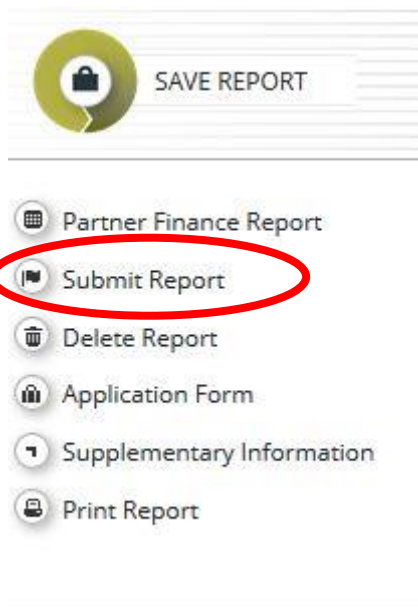 SAVE REPORT
Partner Finance Report
Submit Report
Delete Report
Application Form
Supplementary Information
Print Report